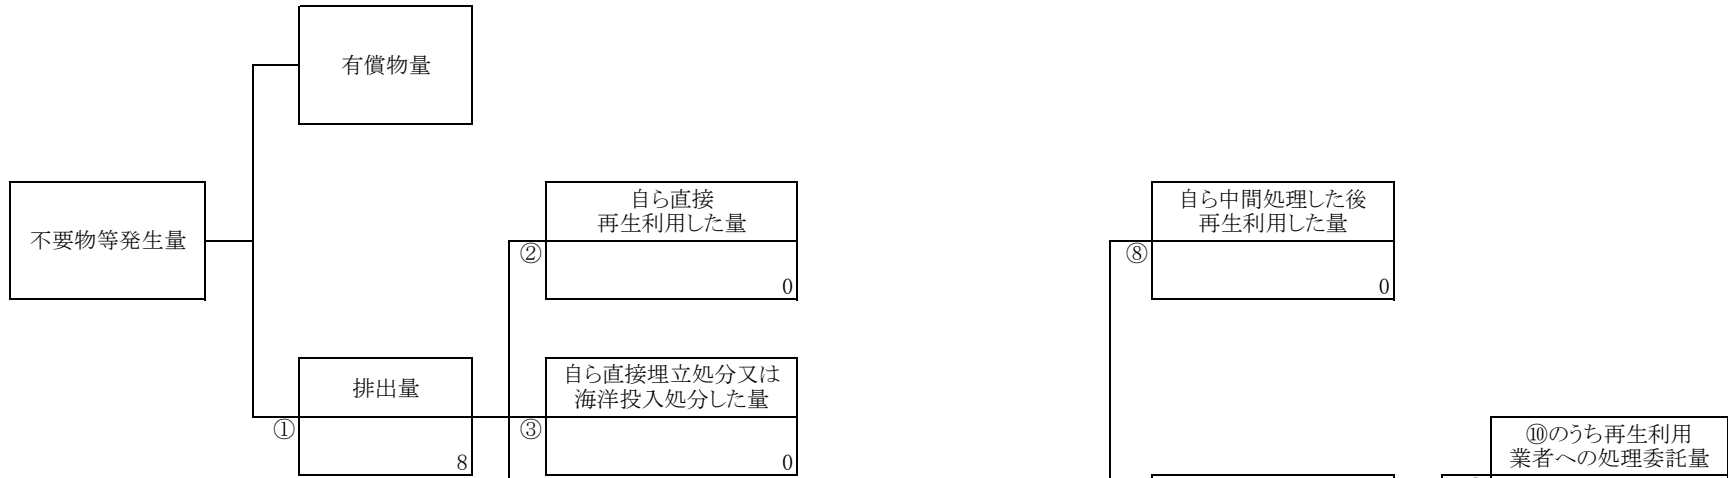 有償物量
不要物等発生量
自ら直接
再生利用した量
②
0
自ら中間処理した後
再生利用した量
⑧
0
排出量
①
8
自ら直接埋立処分又は
海洋投入処分した量
③
0
⑩のうち再生利用
業者への処理委託量